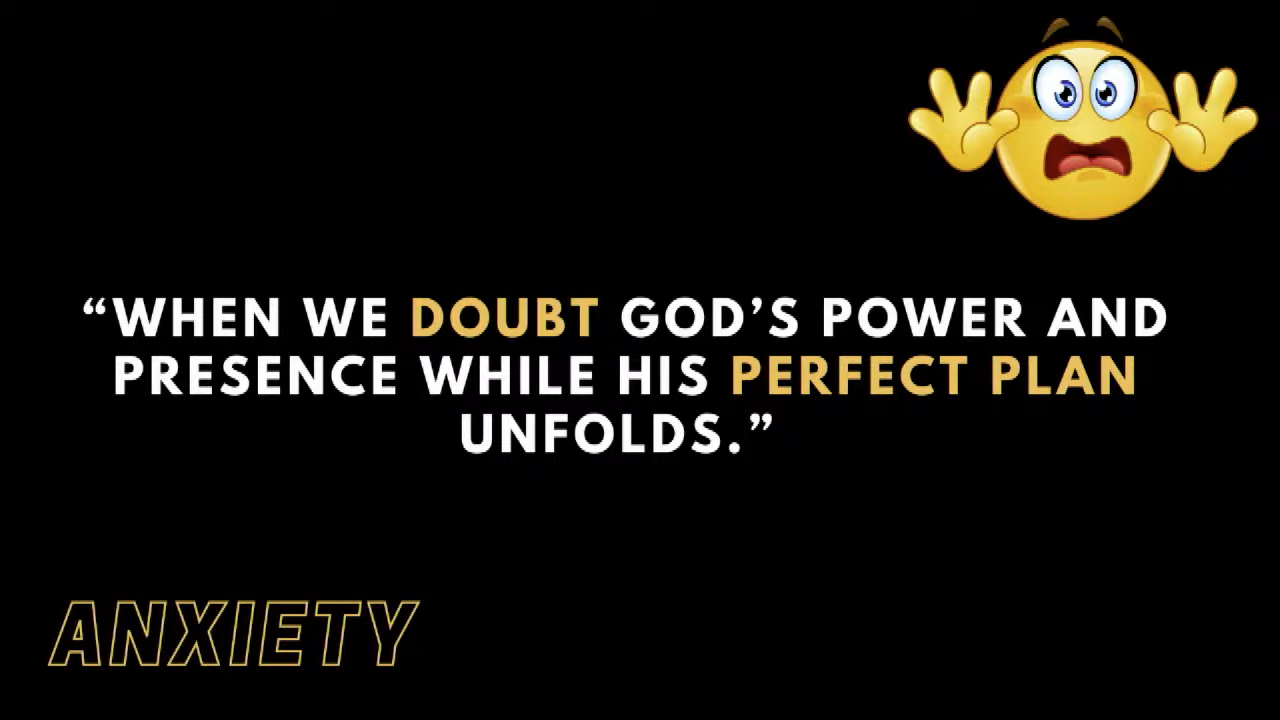 “WHEN WE DOUBT GOD’S POWER AND
PRESENCE WHILE HIS PERFECT PLAN
UNFOLDS.”
ANXIETY